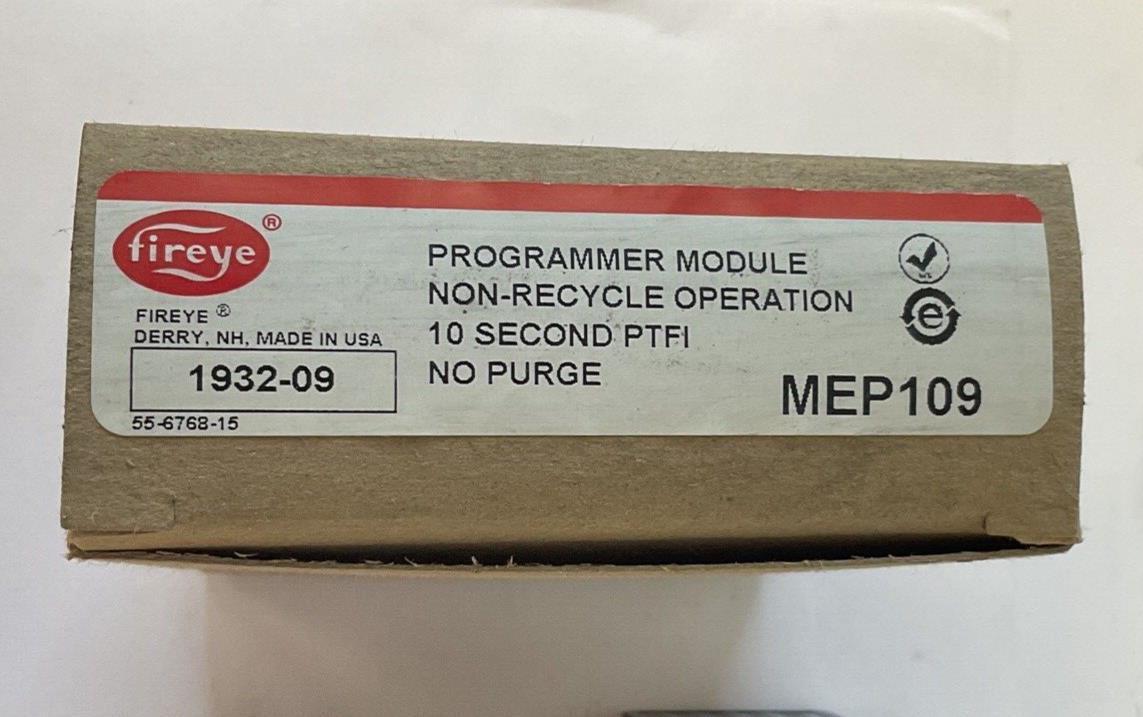 fireye ®
FIREYE ®
DERRY, NH, MADE IN USA
1932-09
55-6768-15
PROGRAMMER MODULE
NON-RECYCLE OPERATION
10 SECOND PTFI
NO PURGE
MEP109
e